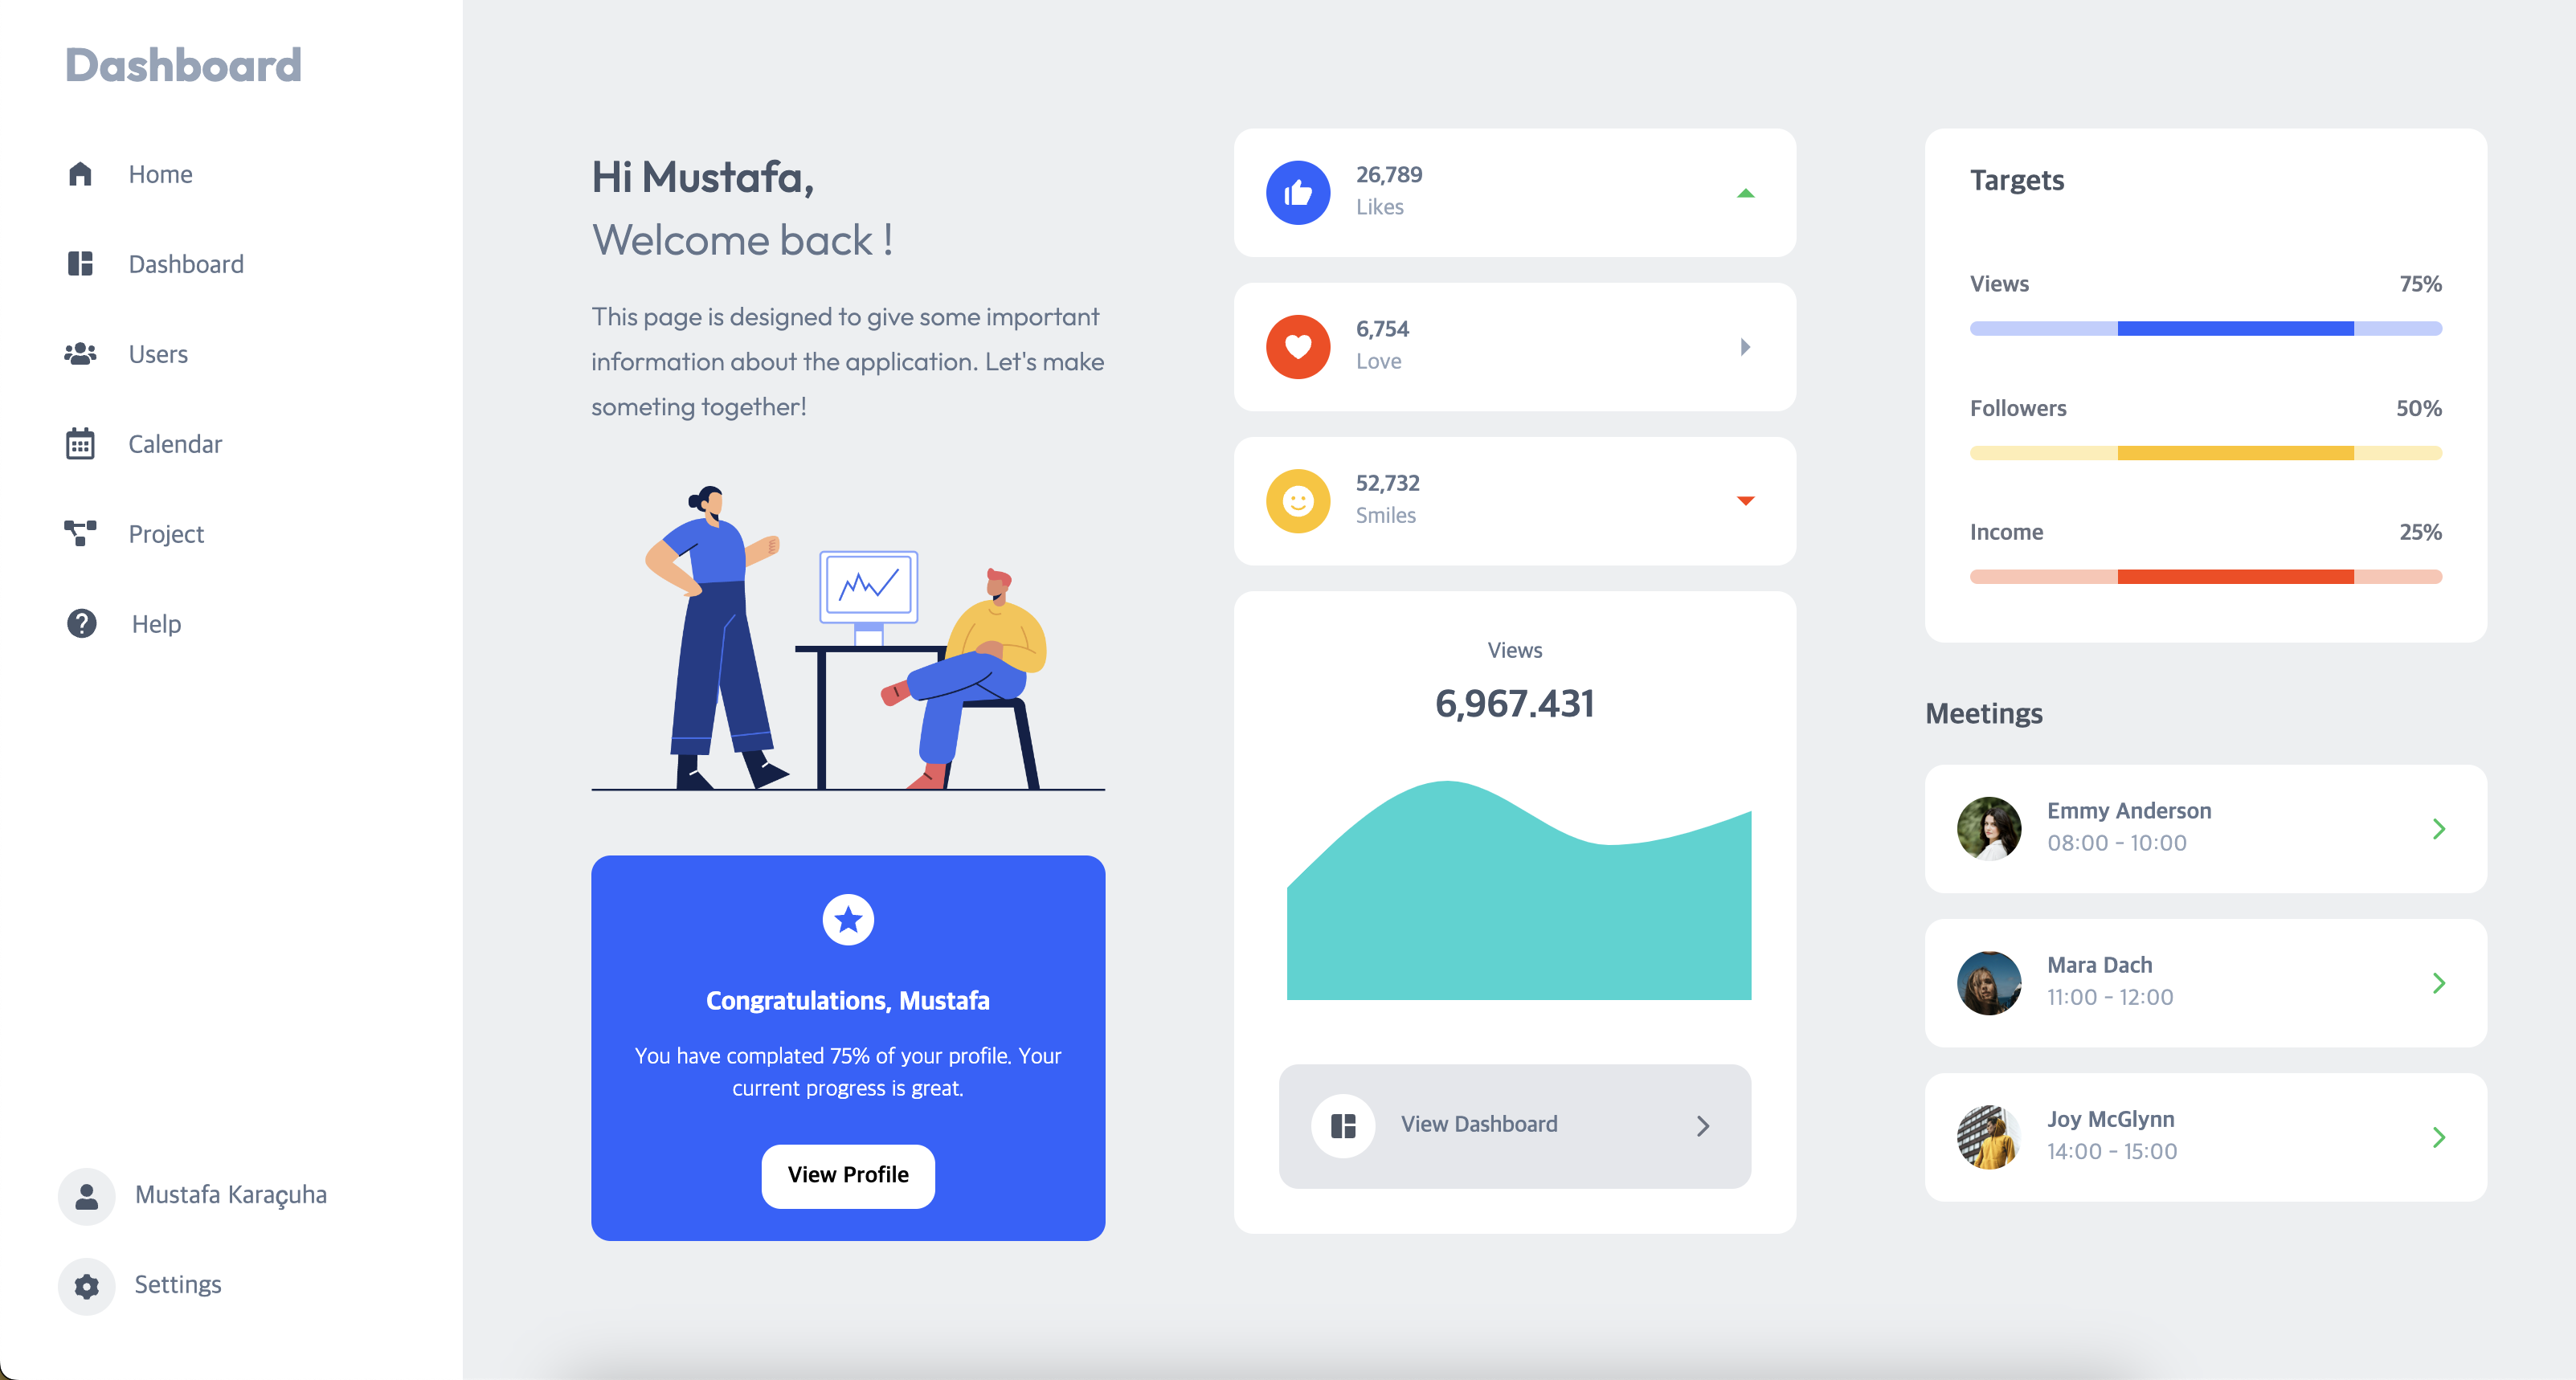 Dashboard
Home
Dashboard
Users
Calendar
Project
Help
Mustafa Karaçuha
Settings
Hi Mustafa,
Welcome back !
This page is designed to give some important
information about the application. Let's make
someting together!
Congratulations, Mustafa
You have complated 75% of your profile. Your
current progress is great.
View Profile
26,789
Likes
6,754
Love
52,732
Smiles
Views
6,967.431
View Dashboard
Targets
Views 75%
Followers 50%
Income 25%
Meetings
Emmy Anderson
08:00 - 10:00
Mara Dach
11:00 - 12:00
Joy McGlynn
14:00 - 15:00